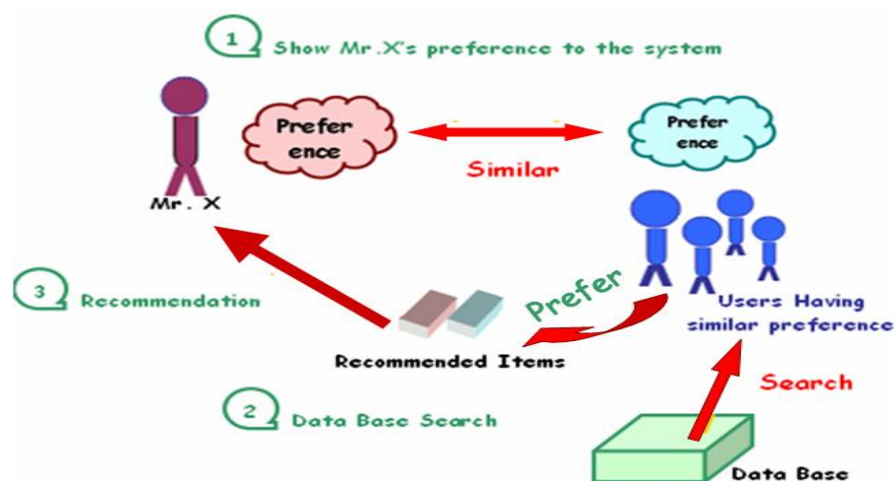 1
Show Mr.X's preference to the system
Prefer
ence
Prefer
ence
Similar
Mr. X
3
Recommendation
Prefer
Users Having
similar preference
Recommended Items
Search
2
Data Base Search
Data Base